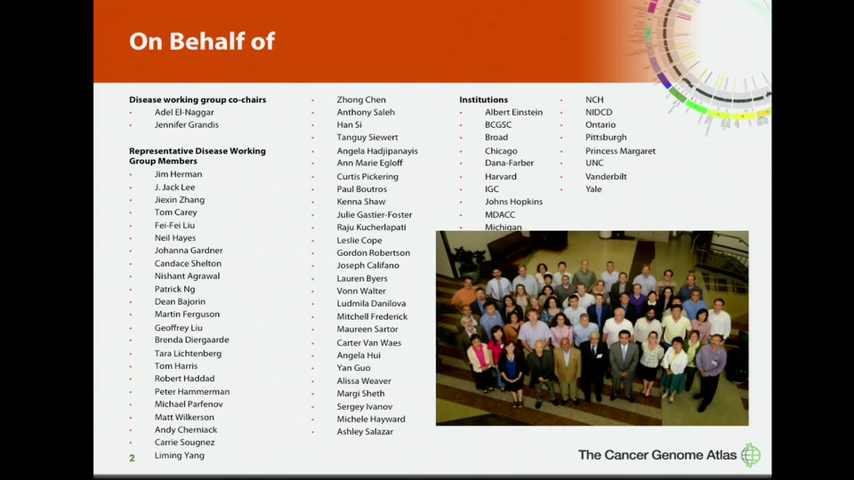 On Behalf of
Disease working group co-chairs
Adel El-Naggar
Jennifer Grandis
Representative Disease Working
Group Members
Jim Herman
J. Jack Lee
Jiexin Zhang
Tom Carey
Fei-Fei Liu
Neil Hayes
Johanna Gardner
Candace Shelton
Nishant Agrawal
Patrick Ng
Dean Bajorin
Martin Ferguson
Geoffrey Liu
Brenda Diergaarde
Tara Lichtenberg
Tom Harris
Robert Haddad
Peter Hammerman
Michael Parfenov
Matt Wilkerson
Andy Cherniack
Carrie Sougnez
Liming Yang
Zhong Chen
Anthony Saleh
Han Si
Tanguy Siewert
Angela Hadjipanayis
Ann Marie Egloff
Curtis Pickering
Paul Boutros
Kenna Shaw
Julie Gastier-Foster
Raju Kucherlapati
Leslie Cope
Gordon Robertson
Joseph Califano
Lauren Byers
Vonn Walter
Ludmila Danilova
Mitchell Frederick
Maureen Sartor
Carter Van Waes
Angela Hui
Yan Guo
Alissa Weaver
Margi Sheth
Sergey Ivanov
Michele Hayward
Ashley Salazar
Institutions
Albert Einstein
BCGSC
Broad
Chicago
Dana-Farber
Harvard
IGC
Johns Hopkins
MDACC
Michigan
NCH
NIDCD
Ontario
Pittsburgh
Princess Margaret
UNC
Vanderbilt
Yale
2
The Cancer Genome Atlas